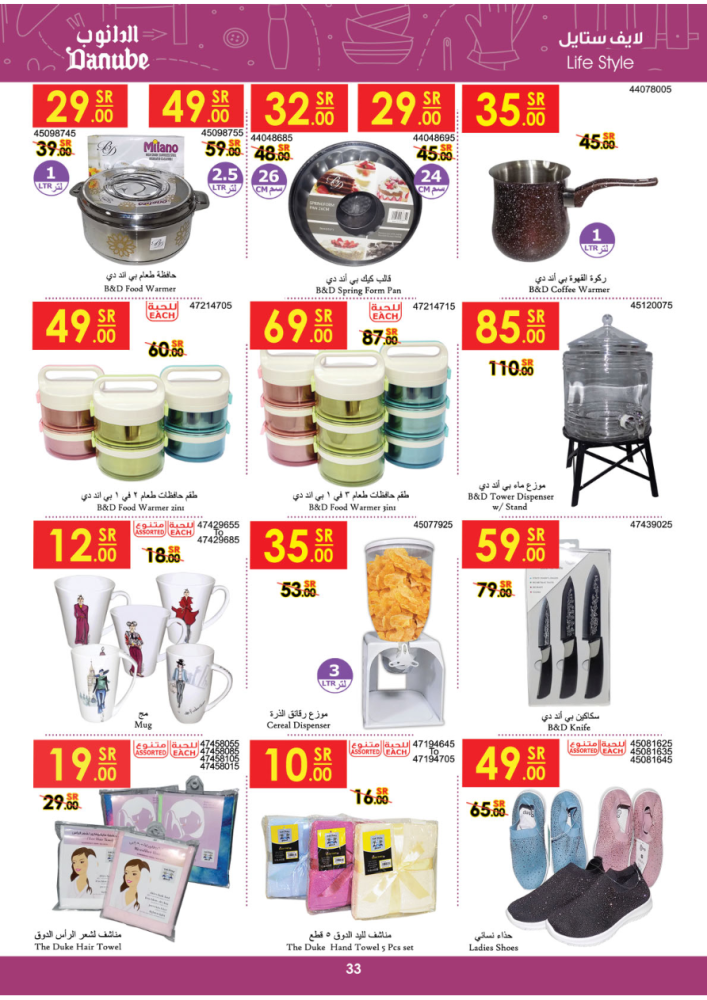 الدانوب
Danube
لايف ستايل
Life Style
29 SR .00
49 SR .00
45098745
45098755
39 SR .00
59 SR .00
1 LTR لتر
2.5 LTR لتر
Milano
حافظة طعام بي اند دي
B&D Food Warmer
32 SR .00
29 SR .00
44048685
44048695
48 SR .00
45 SR .00
26 CM سم
24 CM سم
قالب كيك بي أند دي
B&D Spring Form Pan
35 SR .00
44078005
45 SR .00
1 LTR لتر
ركوة القهوة بي أند دي
B&D Coffee Warmer
49 SR .00
للحبة EACH
47214705
60 SR .00
طقم حافظات طعام ٢ في ١ بي اند دي
B&D Food Warmer 2in1
69 SR .00
للحبة EACH
47214715
87 SR .00
طقم حافظات طعام ٣ في ١ بي اند دي
B&D Food Warmer 3in1
85 SR .00
45120075
110 SR .00
موزع ماء بي أند دي
B&D Tower Dispenser
w/ Stand
12 SR .00
متنوع ASSORTED
للحبة EACH
47429655
To
47429685
18 SR .00
مج
Mug
35 SR .00
45077925
53 SR .00
3 LTR لتر
موزع رقائق الذرة
Cereal Dispenser
59 SR .00
47439025
79 SR .00
سكاكين بي أند دي
B&D Knife
19 SR .00
متنوع ASSORTED
للحبة EACH
47458055
47458085
47458105
47458015
29 SR .00
مناشف لشعر الرأس الدوق
The Duke Hair Towel
10 SR .00
متنوع ASSORTED
للحبة EACH
47194645
To
47194705
16 SR .00
مناشف لليد الدوق ٥ قطع
The Duke Hand Towel 5 Pcs set
49 SR .00
متنوع ASSORTED
للحبة EACH
45081625
45081635
45081645
65 SR .00
حذاء نسائي
Ladies Shoes
33